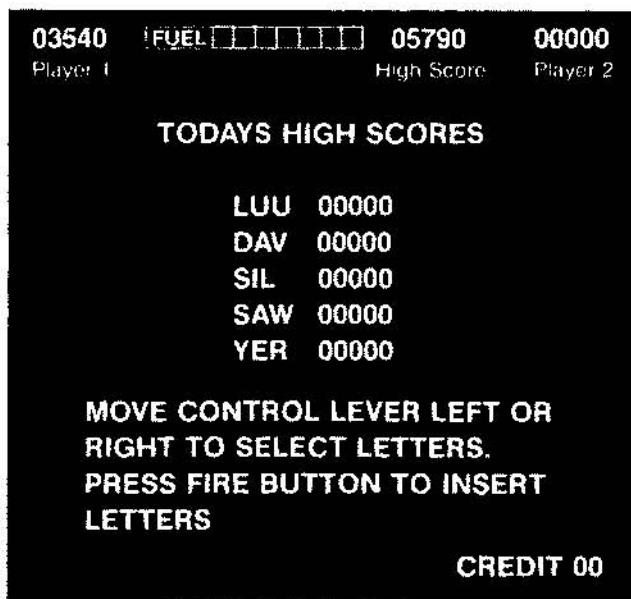 03540 FUEL 05790 00000
Player 1 High Score Player 2
TODAYS HIGH SCORES
LUU 00000
DAV 00000
SIL 00000
SAW 00000
YER 00000
MOVE CONTROL LEVER LEFT OR
RIGHT TO SELECT LETTERS.
PRESS FIRE BUTTON TO INSERT
LETTERS
CREDIT 00